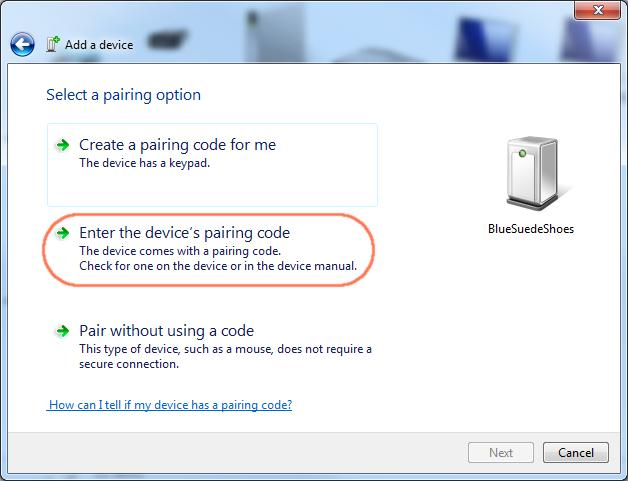 Add a device
Select a pairing option
Create a pairing code for me
The device has a keypad.
Enter the device's pairing code
The device comes with a pairing code.
Check for one on the device or in the device manual.
BlueSuedeShoes
Pair without using a code
This type of device, such as a mouse, does not require a
secure connection.
How can I tell if my device has a pairing code?
Next
Cancel